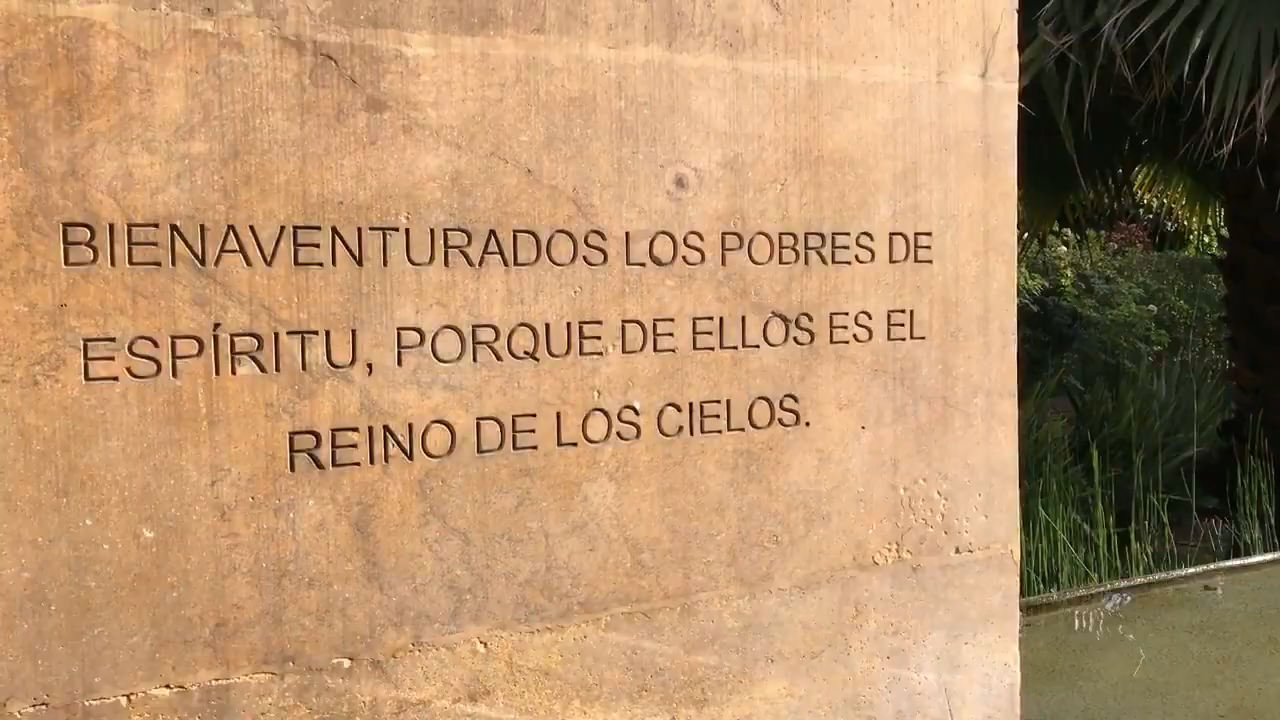 BIENAVENTURADOS LOS POBRES DE
ESPÍRITU, PORQUE DE ELLOS ES EL
REINO DE LOS CIELOS.